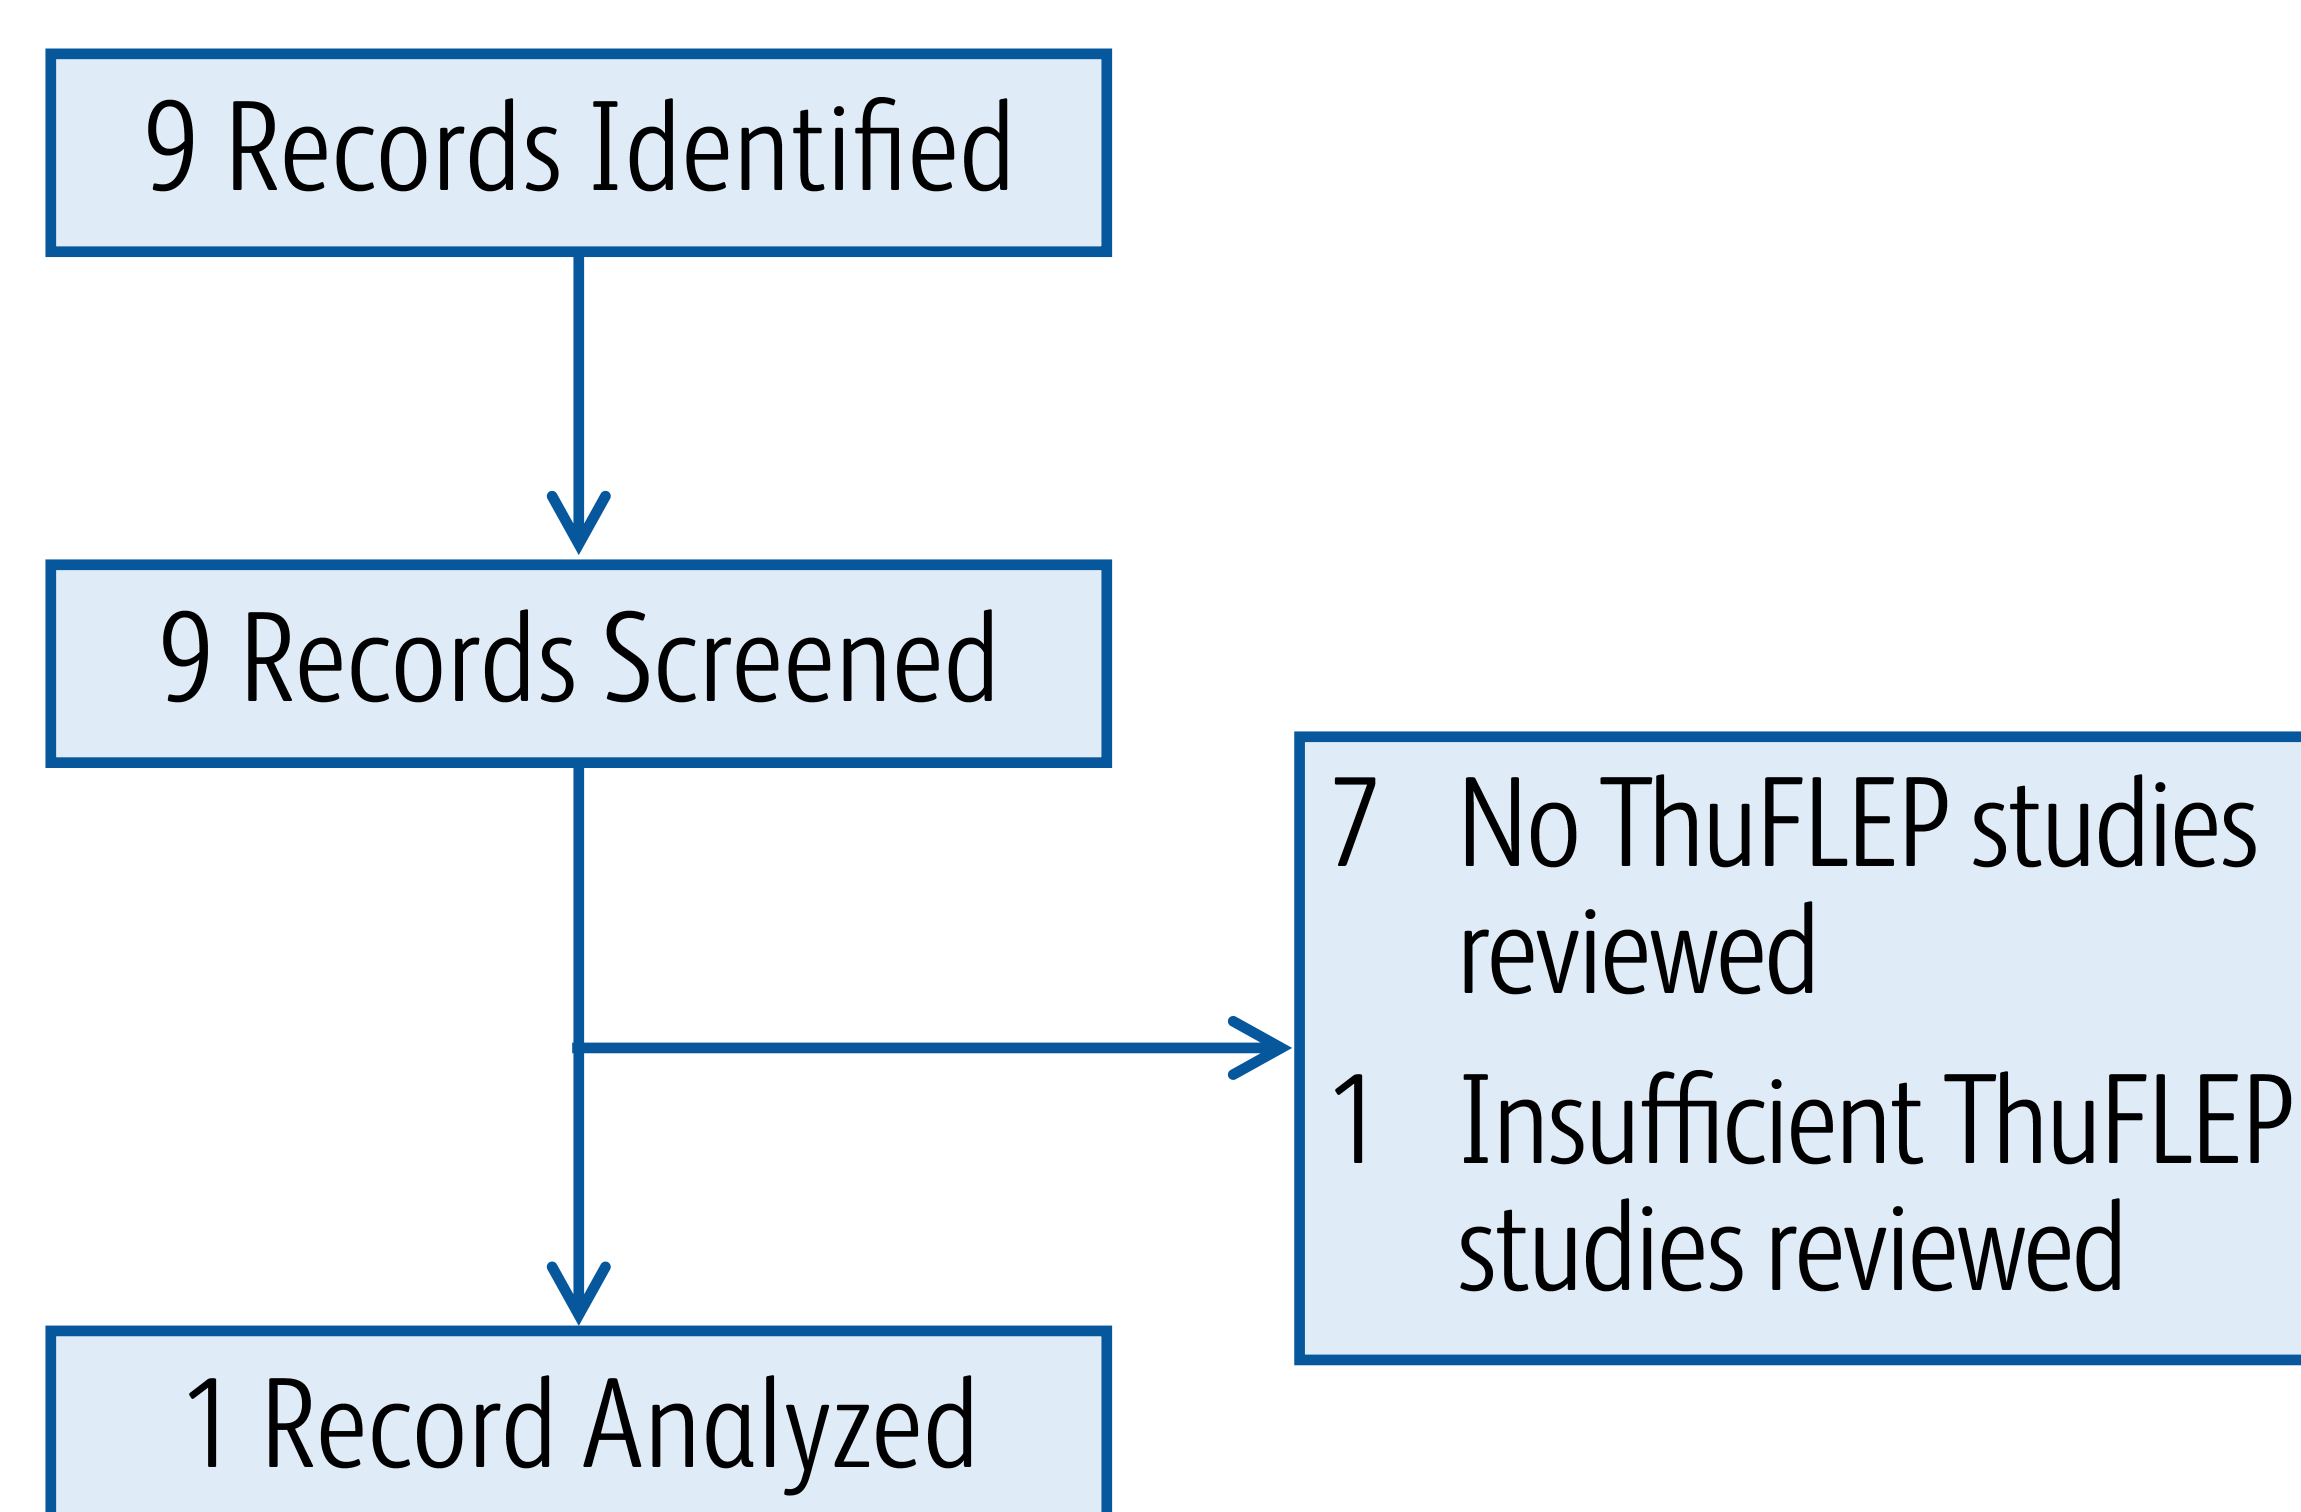 9 Records Identified
9 Records Screened
7 No ThuFLEP studies
reviewed
1 Insufficient ThuFLEP
studies reviewed
1 Record Analyzed